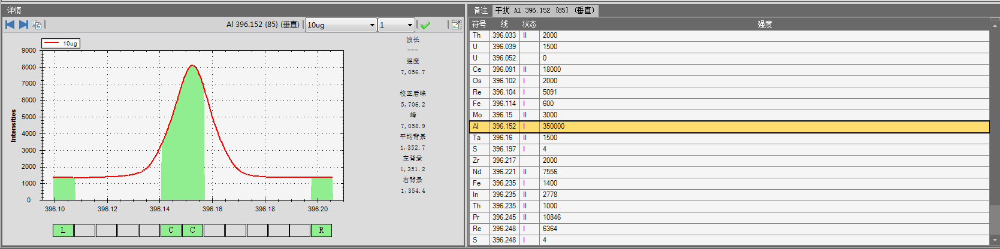 详情
Al 396.152 {85} (垂直)
10ug
1
10ug
9000
8000
7000
6000
5000
4000
3000
2000
1000
0
Intensities
396.10 396.12 396.14 396.16 396.18 396.20
L C C R
波长
---
强度
7,056.7
校正后峰
5,706.2
峰
7,058.9
平均背景
1,352.7
左背景
1,351.2
右背景
1,354.4
备注 干扰 Al 396.152 {85} (垂直)
符号 线 状态 强度
Th 396.033 II 2000
U 396.039 1500
U 396.052 0
Ce 396.091 II 18000
Os 396.102 I 2000
Re 396.104 I 5091
Fe 396.114 I 600
Mo 396.15 II 3000
Al 396.152 I 350000
Ta 396.16 II 1500
S 396.197 I 4
Zr 396.217 2000
Nd 396.221 II 7556
Fe 396.235 I 1400
In 396.235 II 2778
Th 396.235 II 1000
Pr 396.245 II 10846
Re 396.248 I 6364
S 396.248 I 4